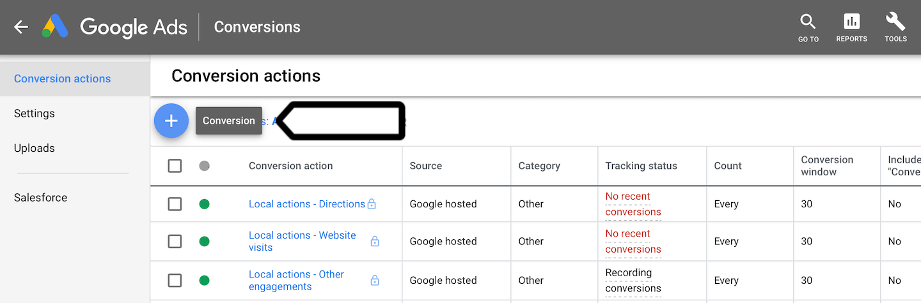 Google Ads
Conversions
GO TO
REPORTS
TOOLS
Conversion actions
Settings
Uploads
Salesforce
Conversion actions
Conversion
s: A
Conversion action
Source
Category
Tracking status
Count
Conversion
window
Include
"Conve
Local actions - Directions
Google hosted
Other
No recent
conversions
Every
30
No
Local actions - Website
visits
Google hosted
Other
No recent
conversions
Every
30
No
Local actions - Other
engagements
Google hosted
Other
Recording
conversions
Every
30
No